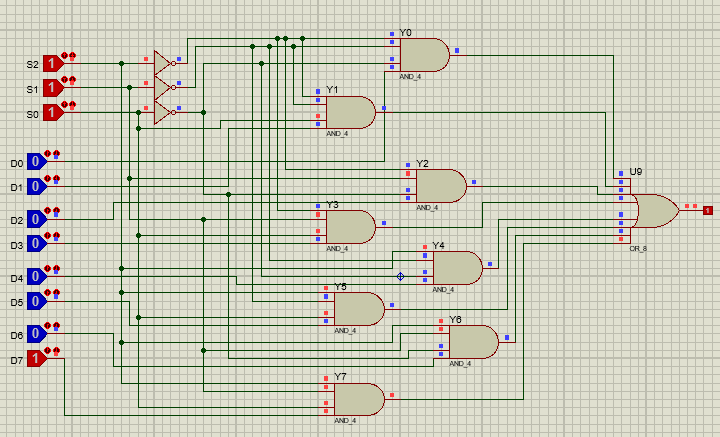 Y0
S2 1
AND_4
S1 1
Y1
S0 1
AND_4
D0 0
Y2
U9
D1 0
Y3
AND_4
1
D2 0
D3 0
AND_4
Y4
OR_8
D4 0
Y5
AND_4
D5 0
Y6
AND_4
D6 0
D7 1
AND_4
Y7
AND_4